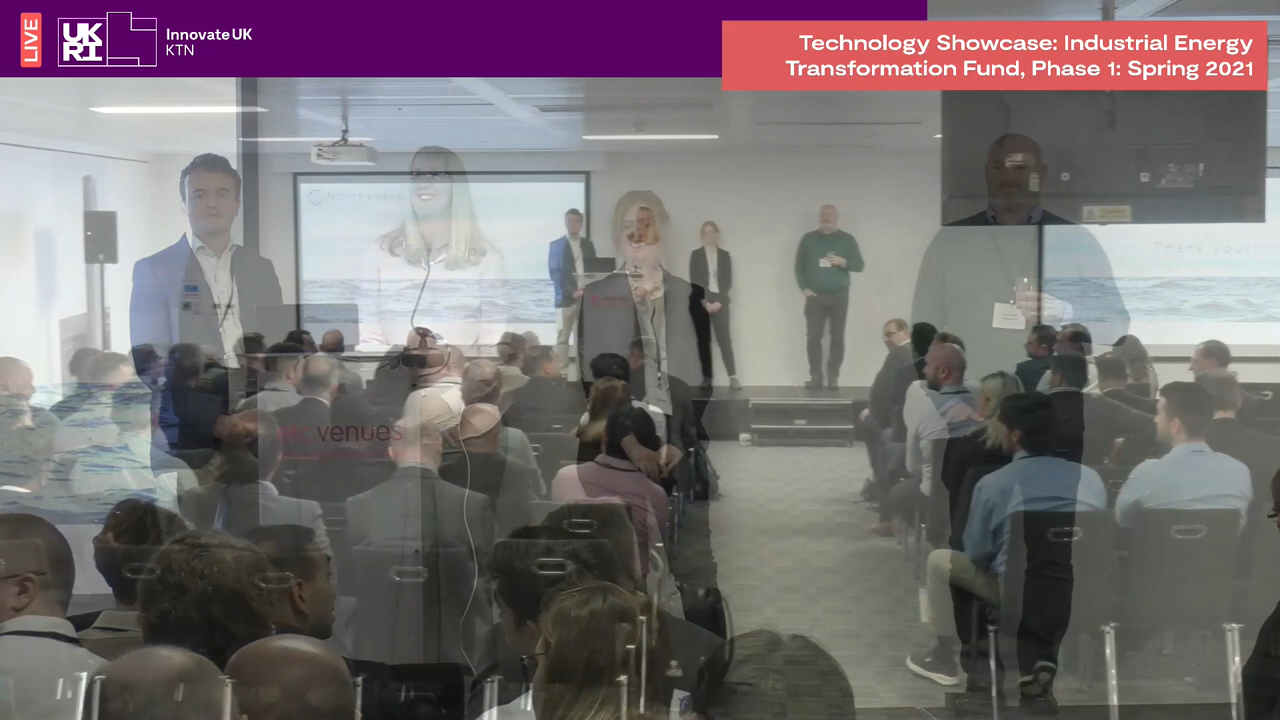 LIVE
UK
RI
Innovate UK
KTN
Technology Showcase: Industrial Energy
Transformation Fund, Phase 1: Spring 2021
Thank you!
venues